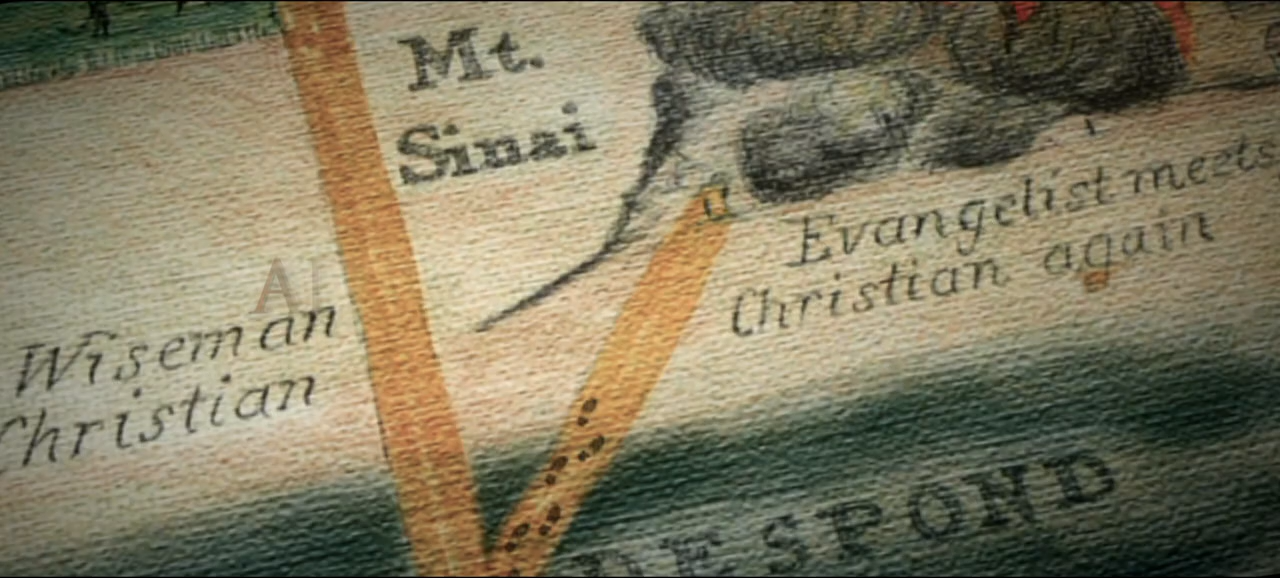 Mt.
Sinai
Wiseman
Christian
Evangelist meets
Christian again
DESPOND